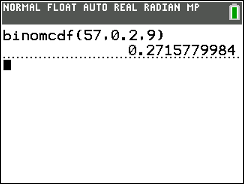 NORMAL FLOAT AUTO REAL RADIAN MP
binomcdf(57,0.2,9)
0.2715779984